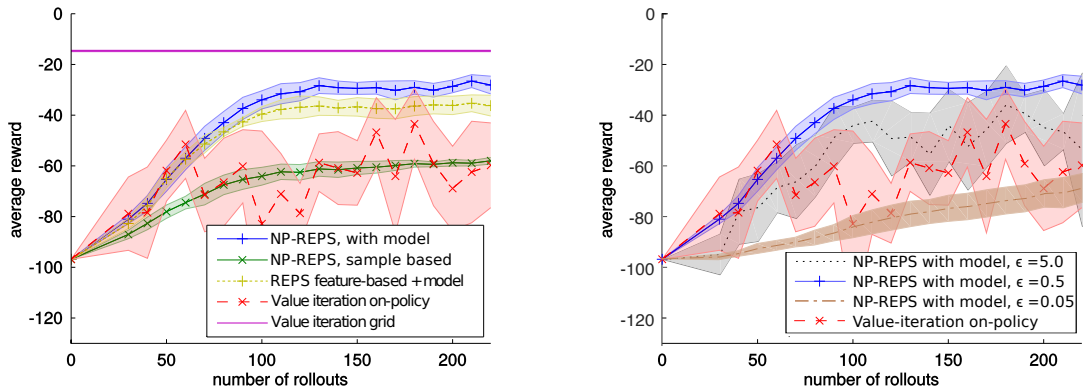 0
-20
-40
-60
-80
-100
-120
average reward
NP-REPS, with model
NP-REPS, sample based
REPS feature-based +model
Value iteration on-policy
Value iteration grid
0 50 100 150 200
number of rollouts
0
-20
-40
-60
-80
-100
-120
average reward
NP-REPS with model, ϵ =5.0
NP-REPS with model, ϵ =0.5
NP-REPS with model, ϵ =0.05
Value-iteration on-policy
0 50 100 150 200
number of rollouts